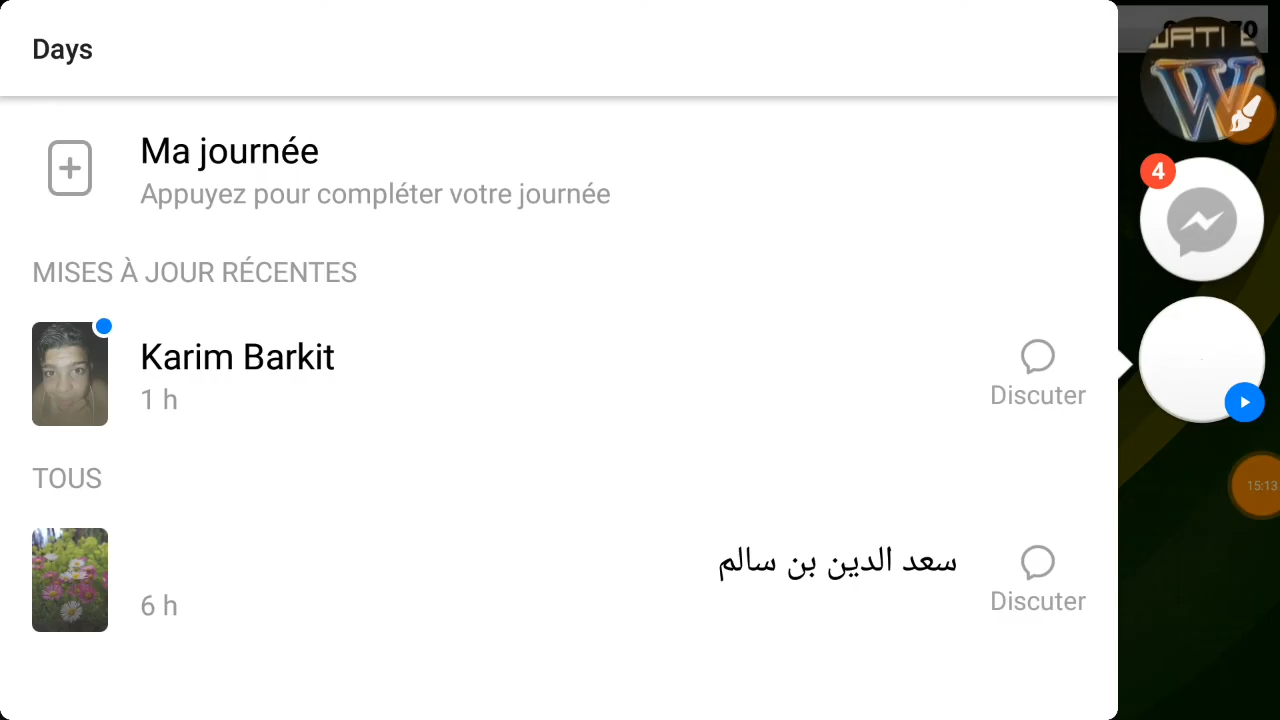 Days
Ma journée
Appuyez pour compléter votre journée
MISES À JOUR RÉCENTES
Karim Barkit
1 h
Discuter
TOUS
سعد الدين بن سالم
6 h
Discuter
WATI
W
4
15:13